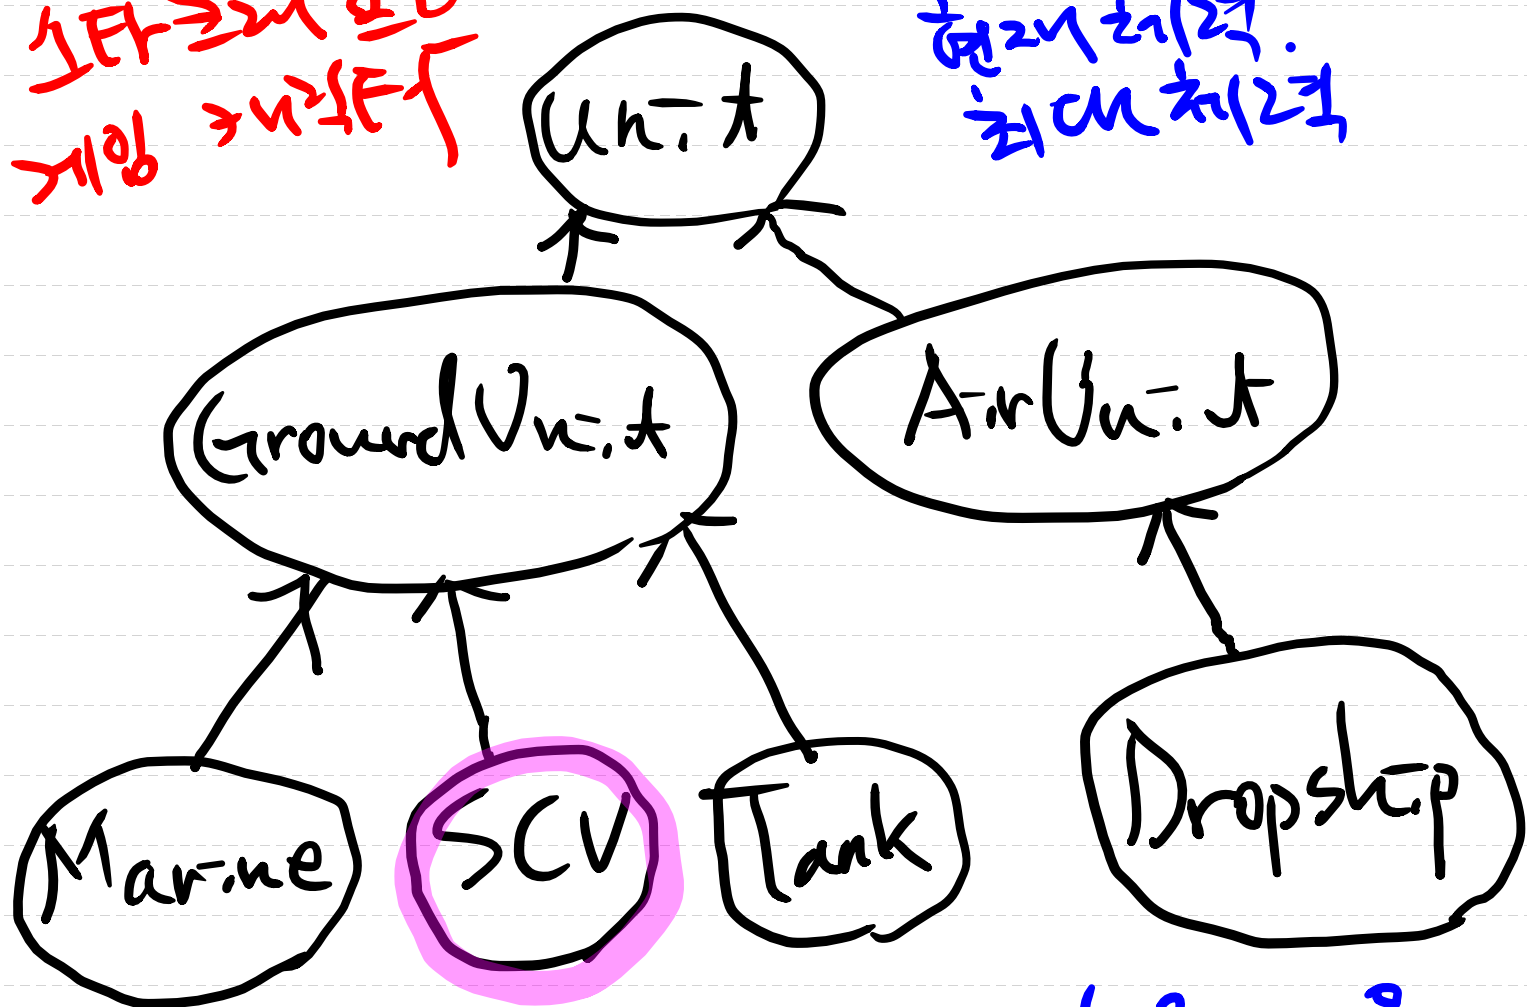 스타크래프트
게임 캐릭터
현재 체력.
최대 체력
Unit
GroundUnit
AirUnit
Marine
SCV
Tank
Dropship